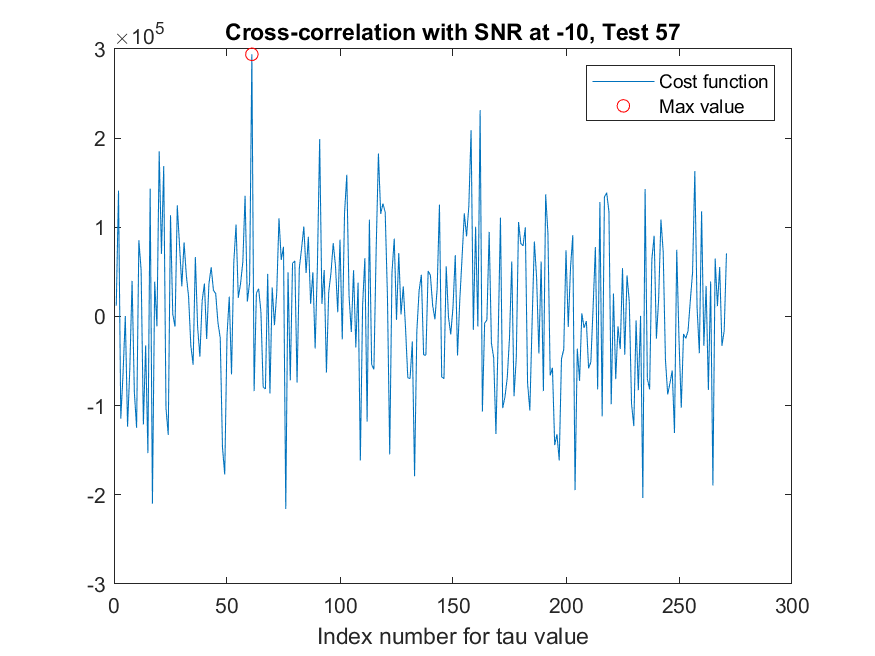 Cross-correlation with SNR at -10, Test 57
×10^5
Cost function
Max value
3
2
1
0
-1
-2
-3
0 50 100 150 200 250 300
Index number for tau value